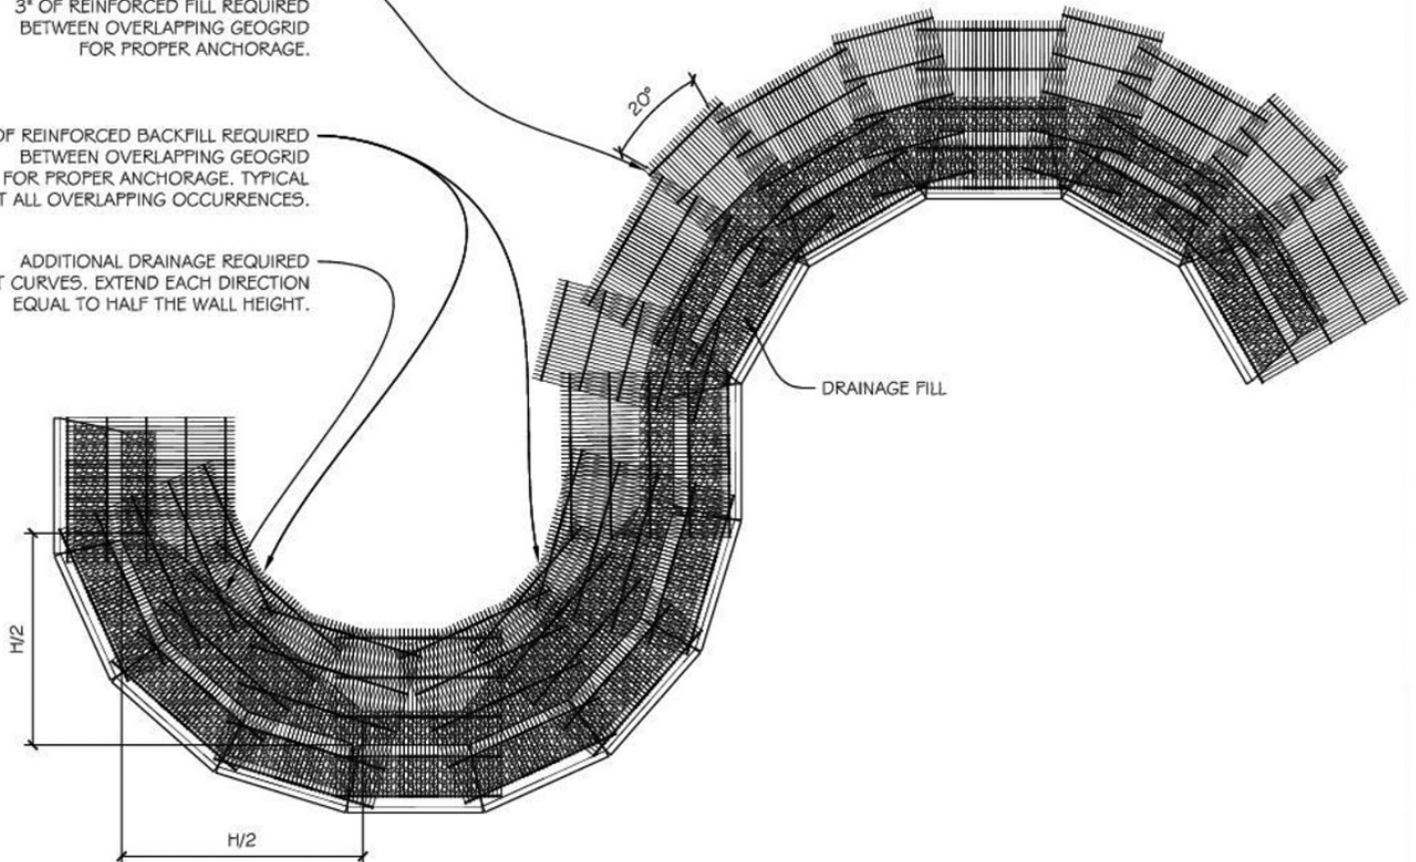 3" OF REINFORCED FILL REQUIRED
BETWEEN OVERLAPPING GEOGRID
FOR PROPER ANCHORAGE.
20°
OF REINFORCED BACKFILL REQUIRED
BETWEEN OVERLAPPING GEOGRID
FOR PROPER ANCHORAGE. TYPICAL
ALL OVERLAPPING OCCURRENCES.
ADDITIONAL DRAINAGE REQUIRED
CURVES. EXTEND EACH DIRECTION
EQUAL TO HALF THE WALL HEIGHT.
DRAINAGE FILL
H/2
H/2